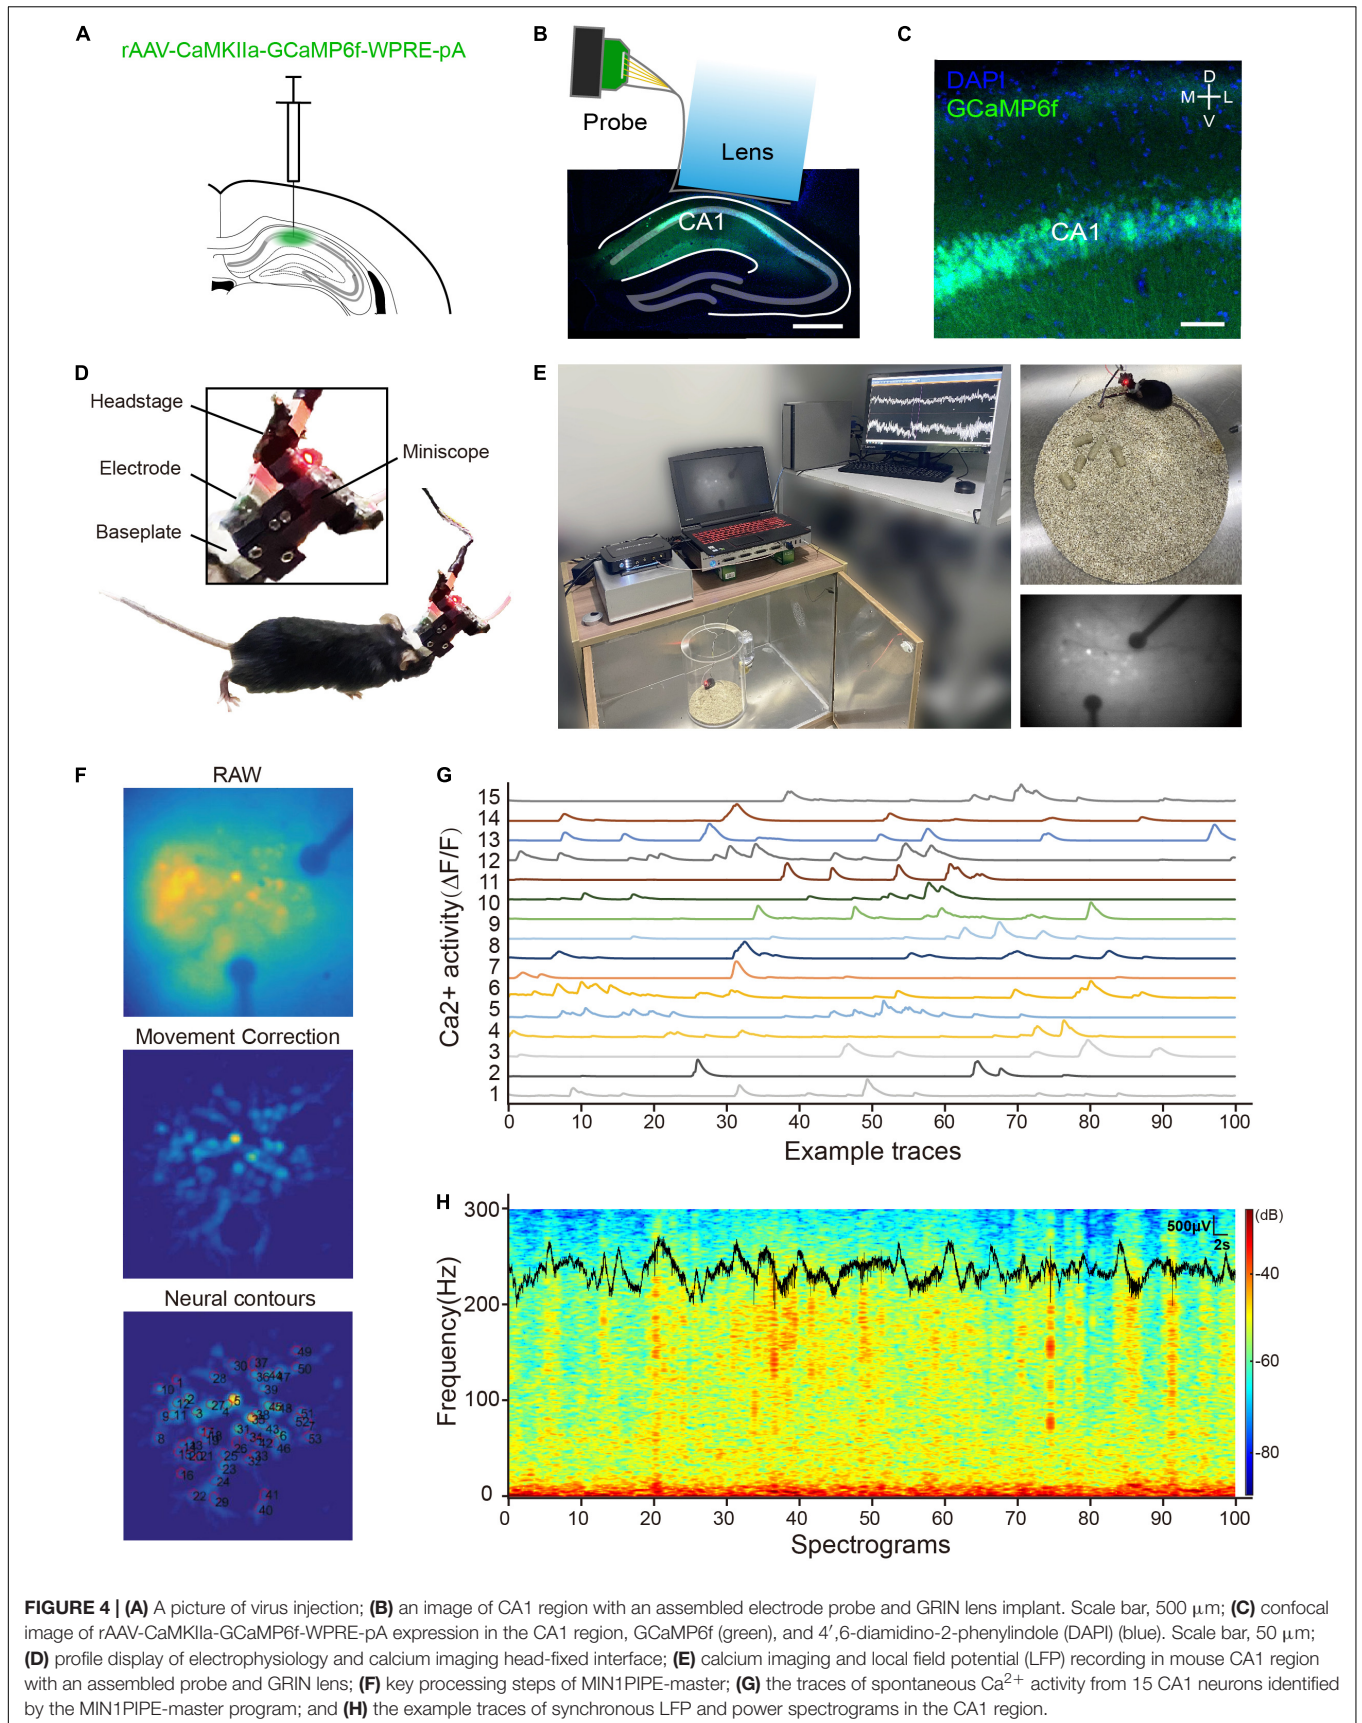 A
rAAV-CaMKIIa-GCaMP6f-WPRE-pA
B
Probe
Lens
CA1
C
DAPI
GCaMP6f
D
M
L
V
CA1
D
Headstage
Electrode
Baseplate
Miniscope
E
F
RAW
Movement Correction
Neural contours
G
Ca2+ activity(ΔF/F)
15
14
13
12
11
10
9
8
7
6
5
4
3
2
1
0 10 20 30 40 50 60 70 80 90 100
Example traces
H
Frequency(Hz)
300
200
100
0
500μV
2s
(dB)
-40
-60
-80
0 10 20 30 40 50 60 70 80 90 100
Spectrograms
FIGURE 4 | (A) A picture of virus injection; (B) an image of CA1 region with an assembled electrode probe and GRIN lens implant. Scale bar, 500 μm; (C) confocal
image of rAAV-CaMKIIa-GCaMP6f-WPRE-pA expression in the CA1 region, GCaMP6f (green), and 4′,6-diamidino-2-phenylindole (DAPI) (blue). Scale bar, 50 μm;
(D) profile display of electrophysiology and calcium imaging head-fixed interface; (E) calcium imaging and local field potential (LFP) recording in mouse CA1 region
with an assembled probe and GRIN lens; (F) key processing steps of MIN1PIPE-master; (G) the traces of spontaneous Ca2+ activity from 15 CA1 neurons identified
by the MIN1PIPE-master program; and (H) the example traces of synchronous LFP and power spectrograms in the CA1 region.